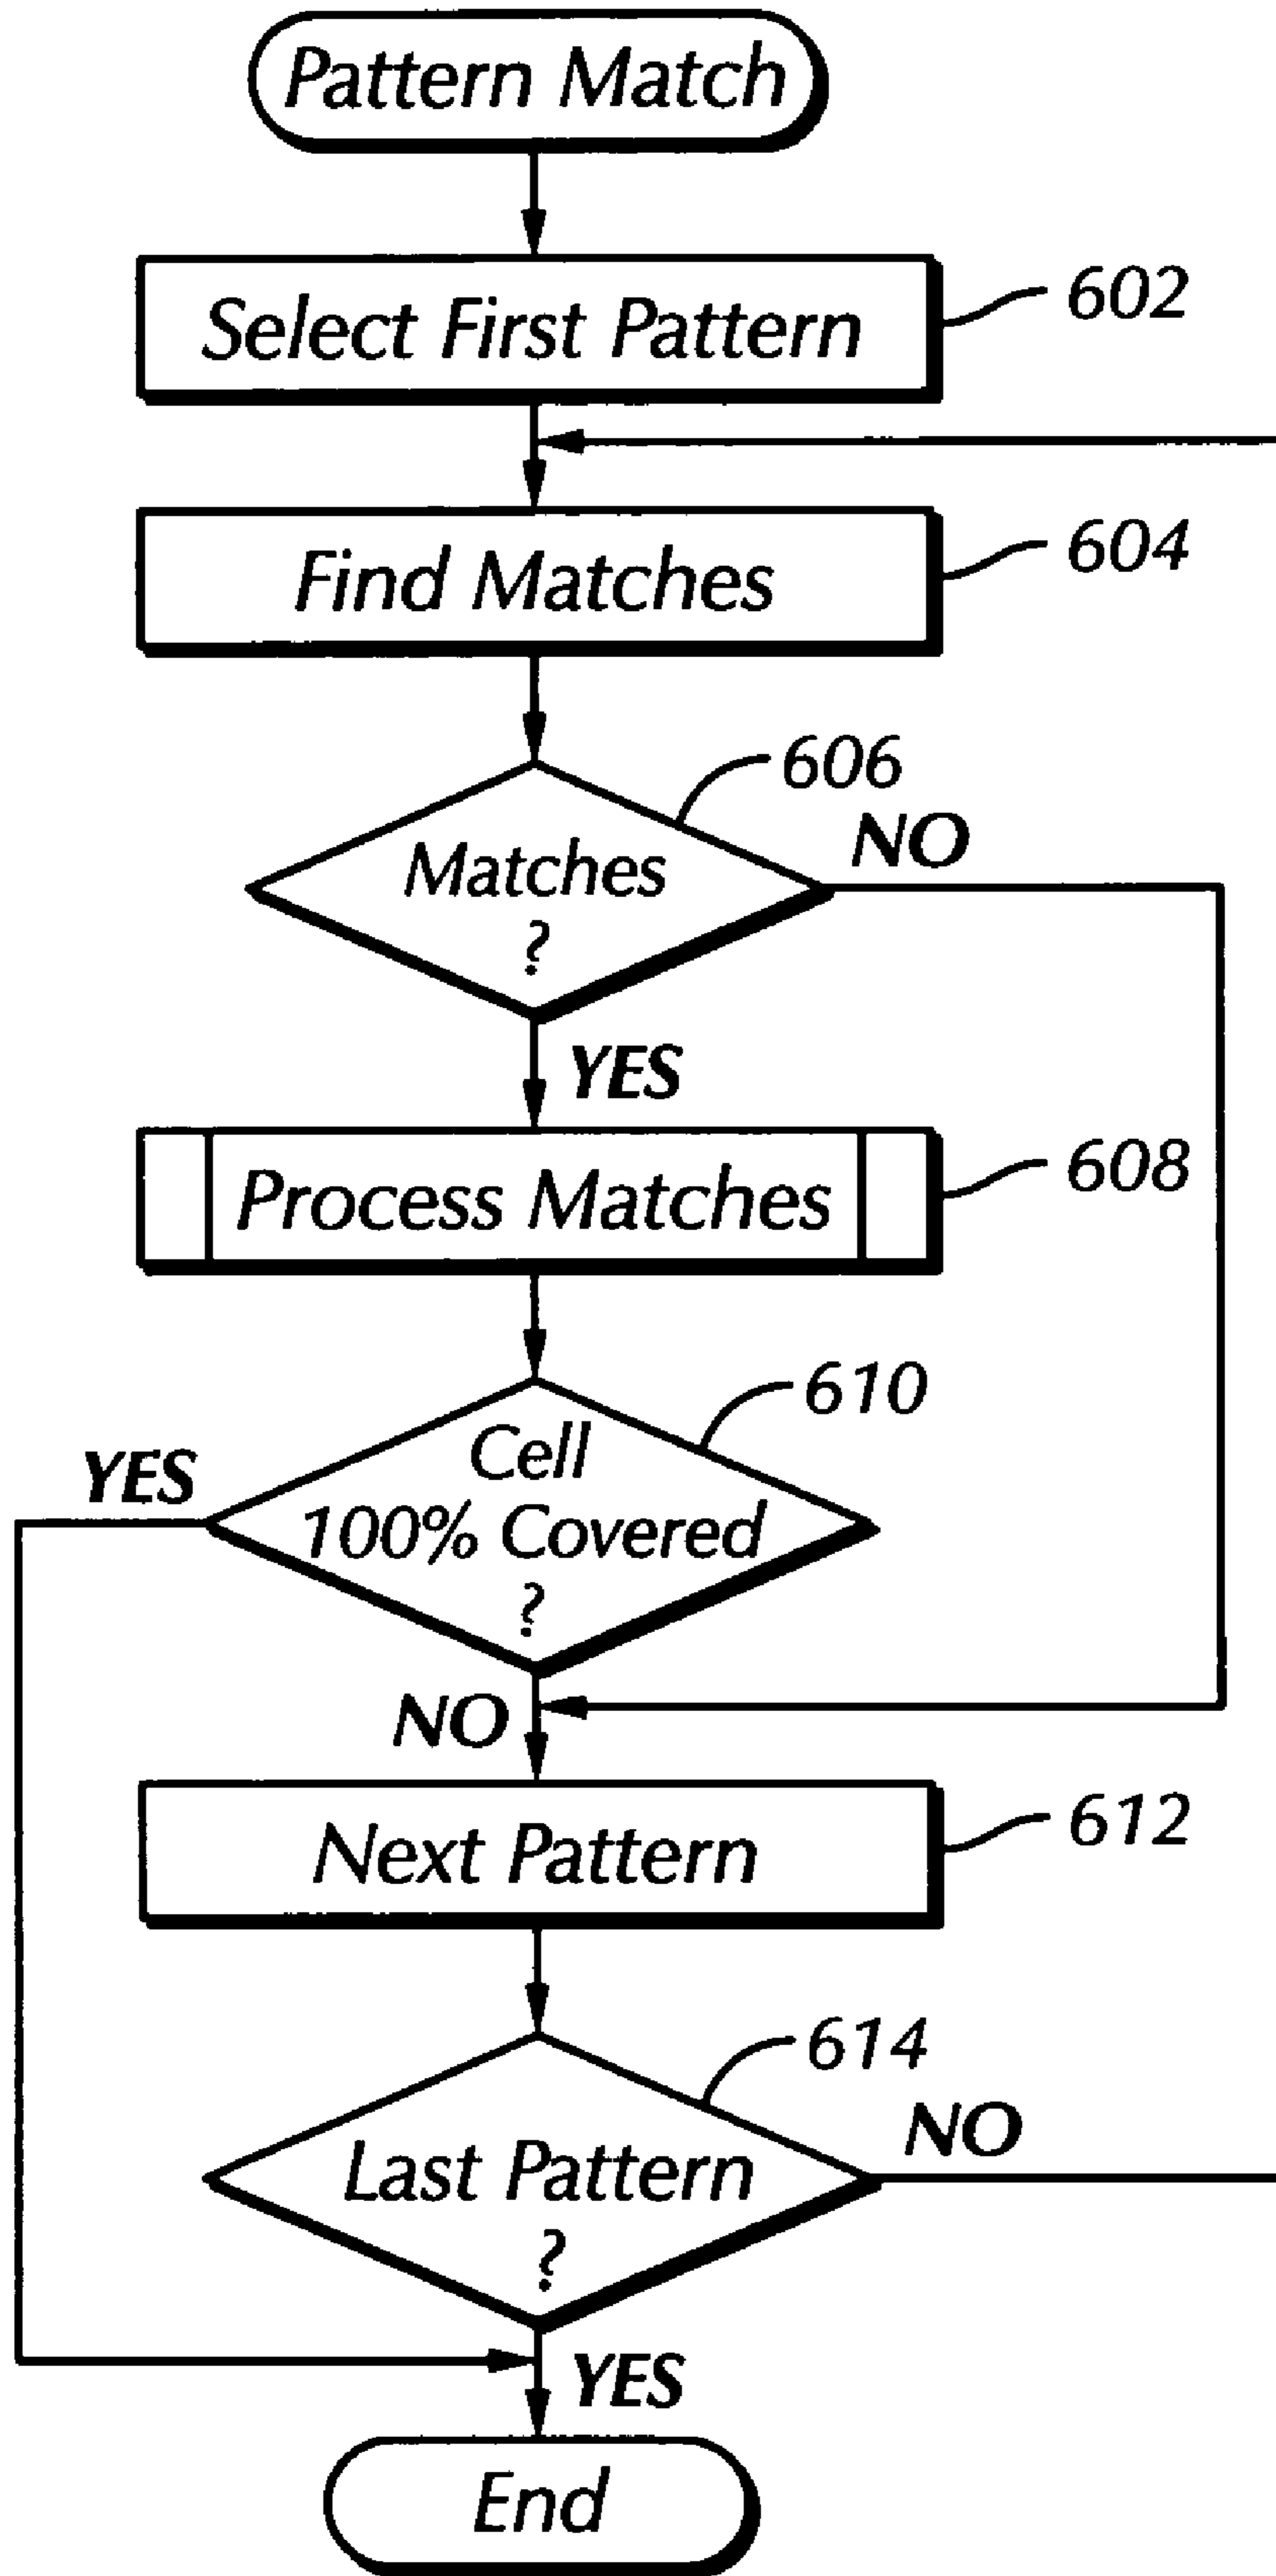 Pattern Match
Select First Pattern
602
Find Matches
604
606
Matches
?
NO
YES
Process Matches
608
610
Cell
100% Covered
?
YES
NO
Next Pattern
612
614
Last Pattern
?
NO
YES
End